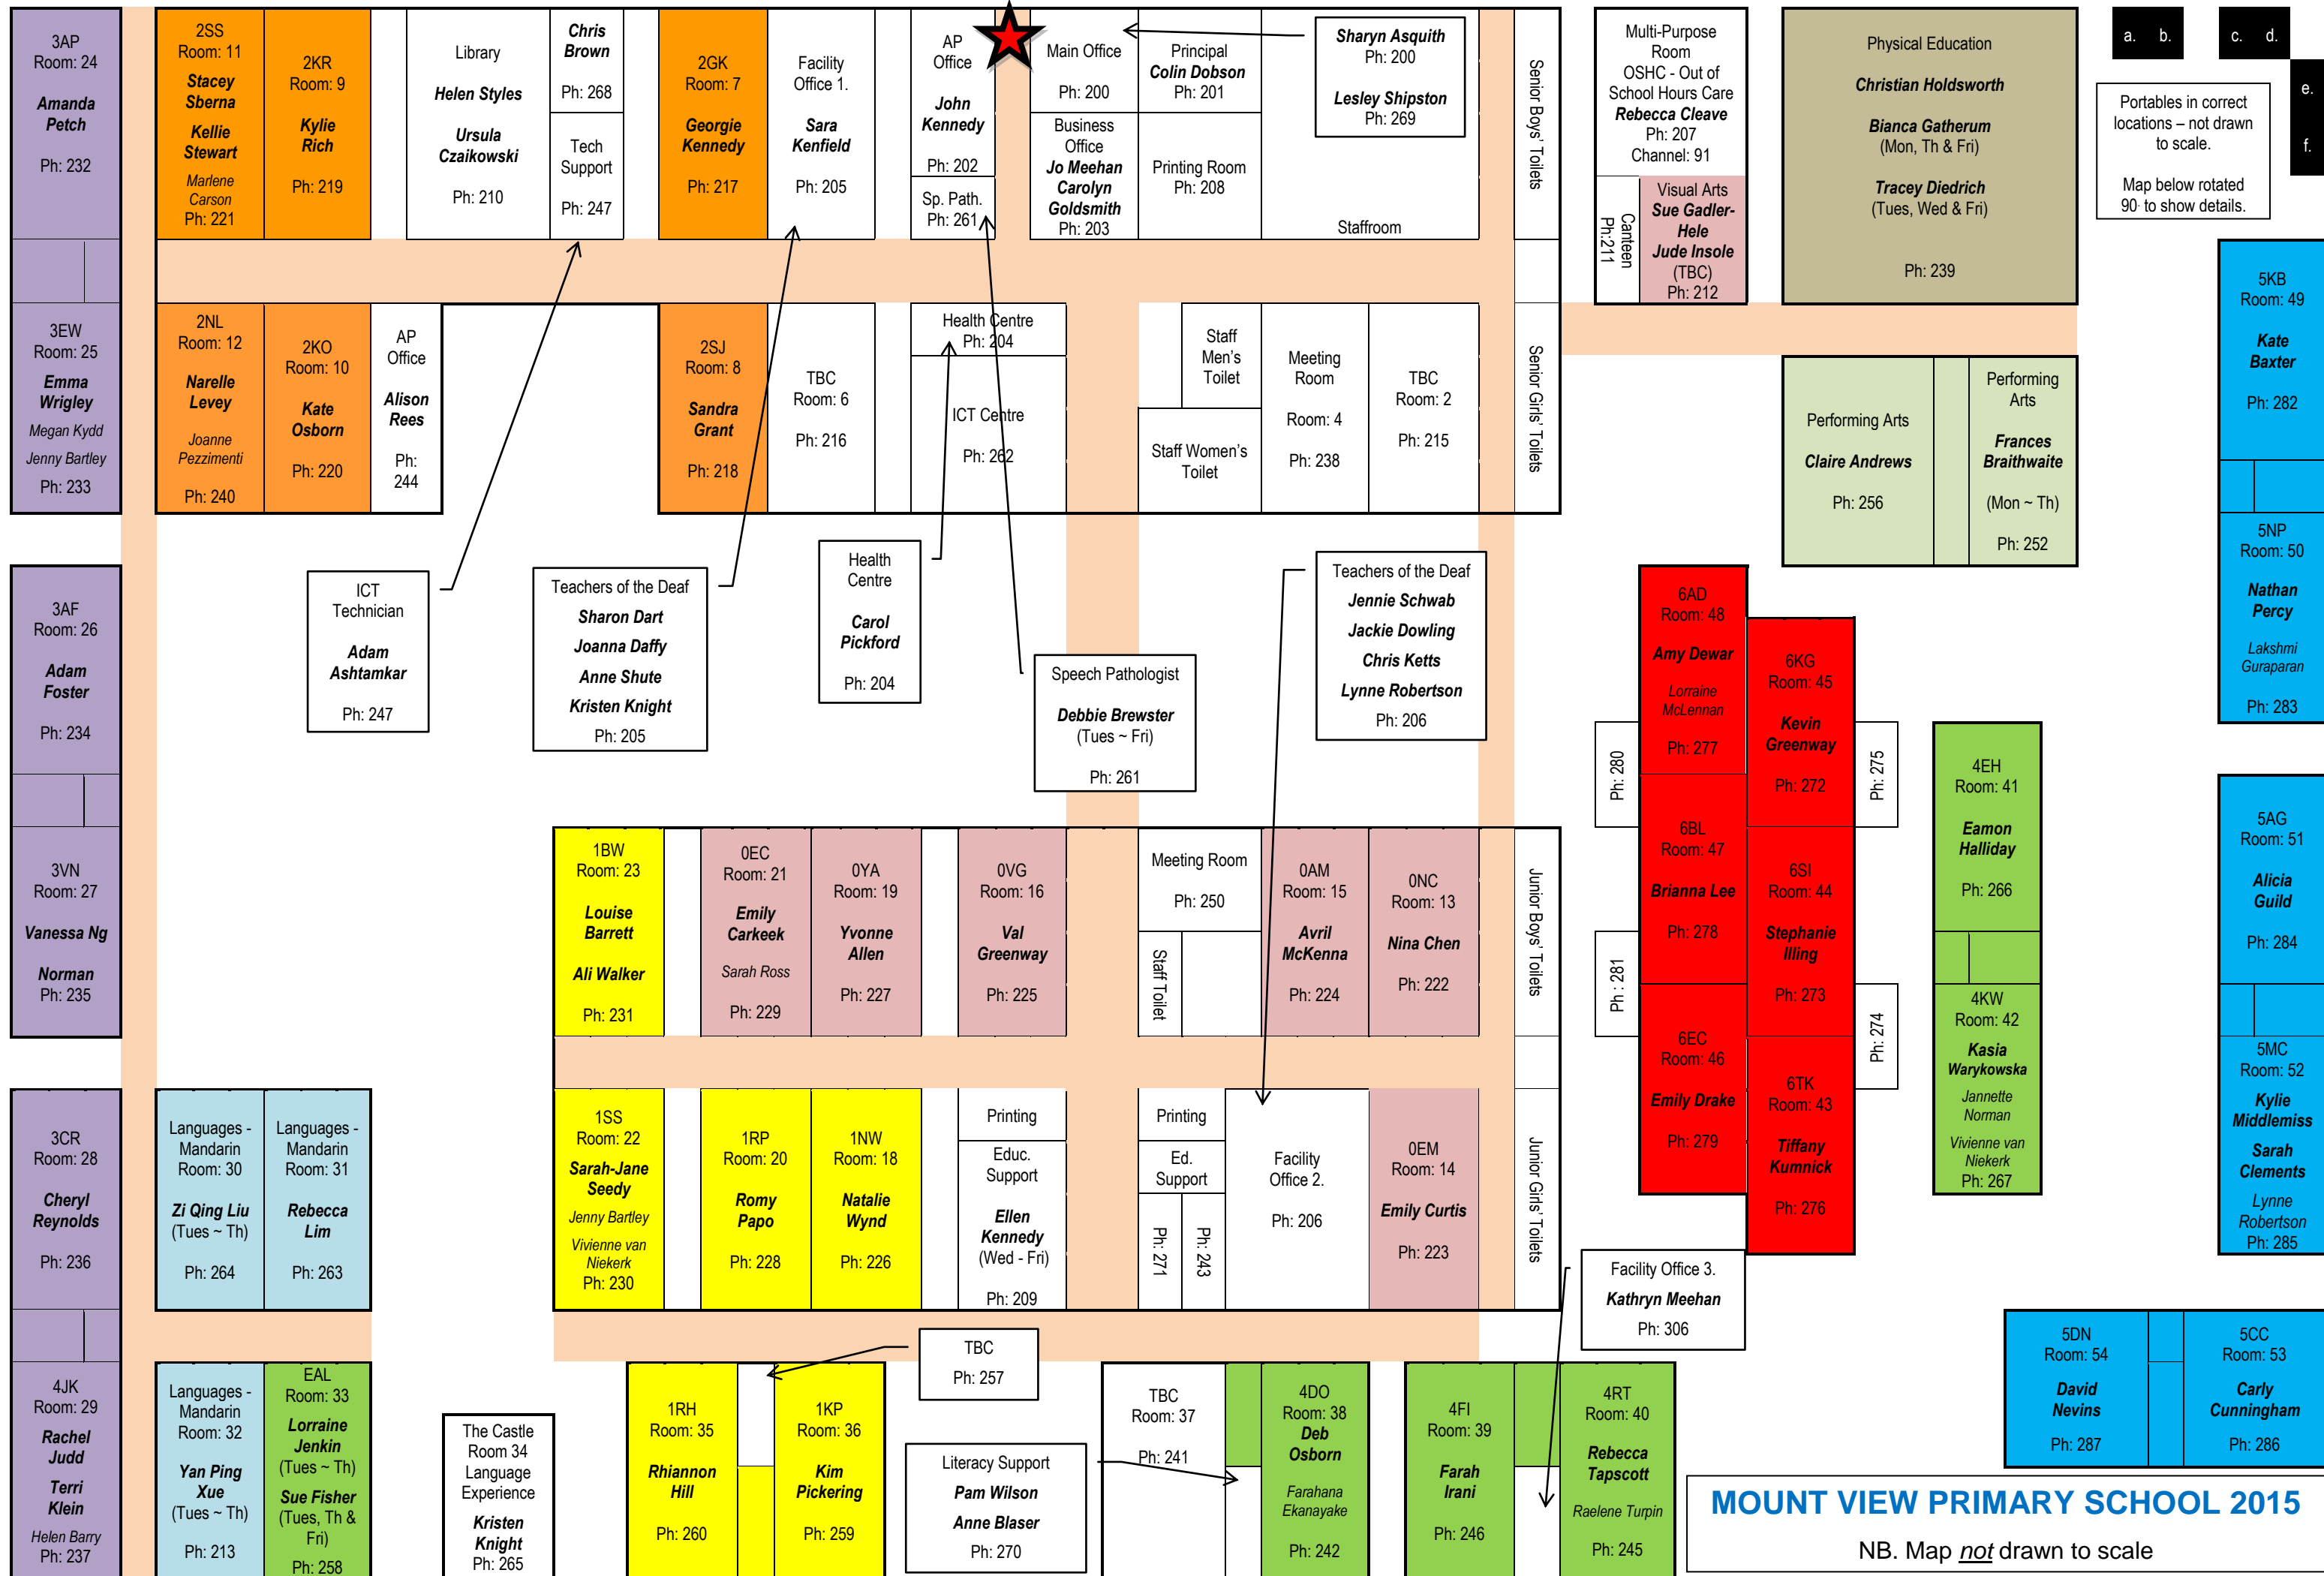 3AP
Room: 24
Amanda
Petch
Ph: 232
2SS
Room: 11
Stacey
Sberna
Kellie
Stewart
Marlene
Carson
Ph: 221
2KR
Room: 9
Kylie
Rich
Ph: 219
Library
Helen Styles
Ursula
Czaikowski
Ph: 210
Chris
Brown
Ph: 268
Tech
Support
Ph: 247
2GK
Room: 7
Georgie
Kennedy
Ph: 217
Facility
Office 1.
Sara
Kenfield
Ph: 205
AP
Office
John
Kennedy
Ph: 202
Sp. Path.
Ph: 261
Main Office
Ph: 200
Business
Office
Jo Meehan
Carolyn
Goldsmith
Ph: 203
Principal
Colin Dobson
Ph: 201
Printing Room
Ph: 208
Sharyn Asquith
Ph: 200
Lesley Shipston
Ph: 269
Staffroom
Senior Boys' Toilets
Multi-Purpose
Room
OSHC - Out of
School Hours Care
Rebecca Cleave
Ph: 207
Channel: 91
Canteen
Ph:211
Visual Arts
Sue Gadler-
Hele
Jude Insole
(TBC)
Ph: 212
Physical Education
Christian Holdsworth
Bianca Gatherum
(Mon, Th & Fri)
Tracey Diedrich
(Tues, Wed & Fri)
Ph: 239
a. b.
c. d.
e.
f.
Portables in correct
locations – not drawn
to scale.
Map below rotated
90◦ to show details.
3EW
Room: 25
Emma
Wrigley
Megan Kydd
Jenny Bartley
Ph: 233
2NL
Room: 12
Narelle
Levey
Joanne
Pezzimenti
Ph: 240
2KO
Room: 10
Kate
Osborn
Ph: 220
AP
Office
Alison
Rees
Ph:
244
2SJ
Room: 8
Sandra
Grant
Ph: 218
TBC
Room: 6
Ph: 216
Health Centre
Ph: 204
ICT Centre
Ph: 262
Staff
Men's
Toilet
Staff Women's
Toilet
Meeting
Room
Room: 4
Ph: 238
TBC
Room: 2
Ph: 215
Senior Girls' Toilets
Performing Arts
Claire Andrews
Ph: 256
Performing
Arts
Frances
Braithwaite
(Mon ~ Th)
Ph: 252
5KB
Room: 49
Kate
Baxter
Ph: 282
5NP
Room: 50
Nathan
Percy
Lakshmi
Guraparan
Ph: 283
3AF
Room: 26
Adam
Foster
Ph: 234
ICT
Technician
Adam
Ashtamkar
Ph: 247
Teachers of the Deaf
Sharon Dart
Joanna Daffy
Anne Shute
Kristen Knight
Ph: 205
Health
Centre
Carol
Pickford
Ph: 204
Speech Pathologist
Debbie Brewster
(Tues ~ Fri)
Ph: 261
Teachers of the Deaf
Jennie Schwab
Jackie Dowling
Chris Ketts
Lynne Robertson
Ph: 206
6AD
Room: 48
Amy Dewar
Lorraine
McLennan
Ph: 277
6KG
Room: 45
Kevin
Greenway
Ph: 272
Ph: 280
Ph: 275
4EH
Room: 41
Eamon
Halliday
Ph: 266
3VN
Room: 27
Vanessa Ng
Norman
Ph: 235
1BW
Room: 23
Louise
Barrett
Ali Walker
Ph: 231
0EC
Room: 21
Emily
Carkeek
Sarah Ross
Ph: 229
0YA
Room: 19
Yvonne
Allen
Ph: 227
0VG
Room: 16
Val
Greenway
Ph: 225
Meeting Room
Ph: 250
Staff Toilet
0AM
Room: 15
Avril
McKenna
Ph: 224
0NC
Room: 13
Nina Chen
Ph: 222
Junior Boys' Toilets
6BL
Room: 47
Brianna Lee
Ph: 278
6SI
Room: 44
Stephanie
Illing
Ph: 273
Ph : 281
Ph: 274
5AG
Room: 51
Alicia
Guild
Ph: 284
6EC
Room: 46
Emily Drake
Ph: 279
6TK
Room: 43
Tiffany
Kumnick
Ph: 276
4KW
Room: 42
Kasia
Warykowska
Jannette
Norman
Vivienne van
Niekerk
Ph: 267
5MC
Room: 52
Kylie
Middlemiss
Sarah
Clements
Lynne
Robertson
Ph: 285
3CR
Room: 28
Cheryl
Reynolds
Ph: 236
Languages -
Mandarin
Room: 30
Zi Qing Liu
(Tues ~ Th)
Ph: 264
Languages -
Mandarin
Room: 31
Rebecca
Lim
Ph: 263
1SS
Room: 22
Sarah-Jane
Seedy
Jenny Bartley
Vivienne van
Niekerk
Ph: 230
1RP
Room: 20
Romy
Papo
Ph: 228
1NW
Room: 18
Natalie
Wynd
Ph: 226
Printing
Educ.
Support
Ellen
Kennedy
(Wed - Fri)
Ph: 209
Printing
Ed.
Support
Ph: 271
Ph: 243
Facility
Office 2.
Ph: 206
0EM
Room: 14
Emily Curtis
Ph: 223
Junior Girls' Toilets
Facility Office 3.
Kathryn Meehan
Ph: 306
4JK
Room: 29
Rachel
Judd
Terri
Klein
Helen Barry
Ph: 237
Languages -
Mandarin
Room: 32
Yan Ping
Xue
(Tues ~ Th)
Ph: 213
EAL
Room: 33
Lorraine
Jenkin
(Tues ~ Th)
Sue Fisher
(Tues, Th &
Fri)
Ph: 258
The Castle
Room 34
Language
Experience
Kristen
Knight
Ph: 265
1RH
Room: 35
Rhiannon
Hill
Ph: 260
1KP
Room: 36
Kim
Pickering
Ph: 259
TBC
Ph: 257
Literacy Support
Pam Wilson
Anne Blaser
Ph: 270
TBC
Room: 37
Ph: 241
4DO
Room: 38
Deb
Osborn
Farahana
Ekanayake
Ph: 242
4FI
Room: 39
Farah
Irani
Ph: 246
4RT
Room: 40
Rebecca
Tapscott
Raelene Turpin
Ph: 245
5DN
Room: 54
David
Nevins
Ph: 287
5CC
Room: 53
Carly
Cunningham
Ph: 286
MOUNT VIEW PRIMARY SCHOOL 2015
NB. Map not drawn to scale